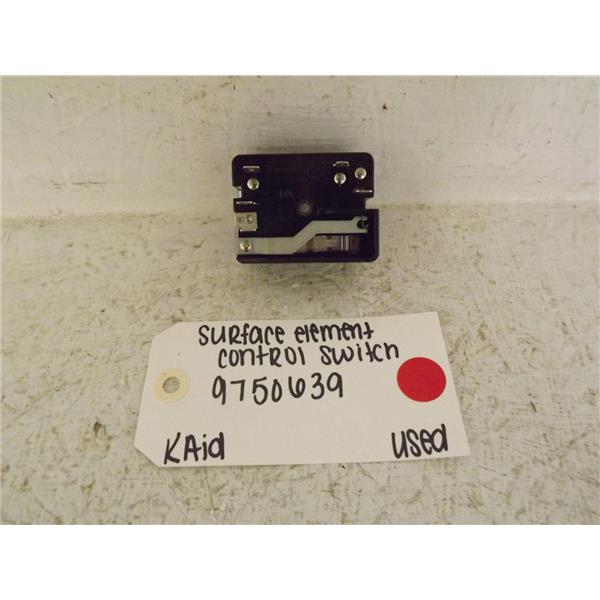 SURface element
contRol switch
9750639
KAid
used